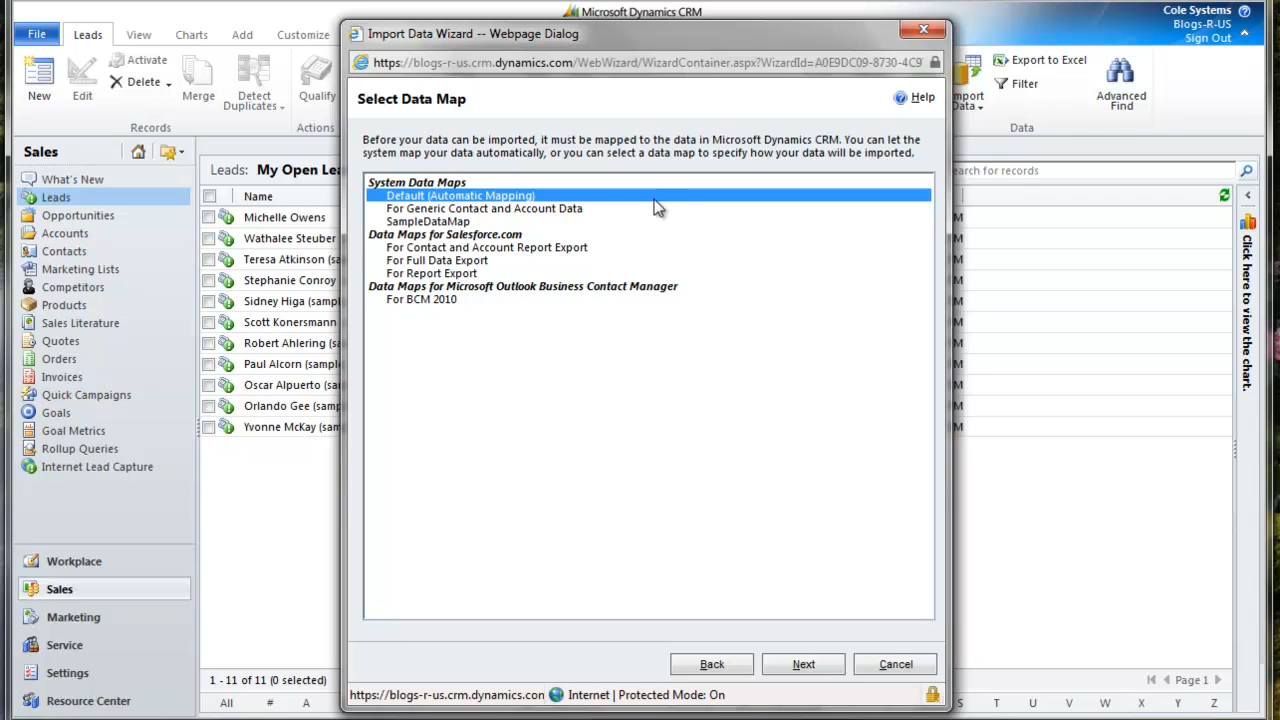 Microsoft Dynamics CRM
Cole Systems
Blogs-R-US
Sign Out
File
Leads
View
Charts
Add
Customize
New
Edit
Activate
Delete
Merge
Detect
Duplicates
Qualify
Records
Actions
Import
Data
Export to Excel
Filter
Advanced
Find
Data
Import Data Wizard -- Webpage Dialog
https://blogs-r-us.crm.dynamics.com/WebWizard/WizardContainer.aspx?WizardId=A0E9DC09-8730-4C9
Select Data Map
Help
Before your data can be imported, it must be mapped to the data in Microsoft Dynamics CRM. You can let the
system map your data automatically, or you can select a data map to specify how your data will be imported.
System Data Maps
Default (Automatic Mapping)
For Generic Contact and Account Data
SampleDataMap
Data Maps for Salesforce.com
For Contact and Account Report Export
For Full Data Export
For Report Export
Data Maps for Microsoft Outlook Business Contact Manager
For BCM 2010
Back
Next
Cancel
https://blogs-r-us.crm.dynamics.con
Internet | Protected Mode: On
Sales
What's New
Leads
Opportunities
Accounts
Contacts
Marketing Lists
Competitors
Products
Sales Literature
Quotes
Orders
Invoices
Quick Campaigns
Goals
Goal Metrics
Rollup Queries
Internet Lead Capture
Workplace
Sales
Marketing
Service
Settings
Resource Center
Leads: My Open Lea
earch for records
Name
Michelle Owens
Wathalee Steuber
Teresa Atkinson (sa
Stephanie Conroy
Sidney Higa (samp
Scott Konersmann
Robert Ahlering (
Paul Alcorn (samp
Oscar Alpuerto (sa
Orlando Gee (sam
Yvonne McKay (sam
M
M
M
M
M
M
M
M
M
M
M
Click here to view the chart.
1 - 11 of 11 (0 selected)
Page 1
All # A
S T U V W X Y Z